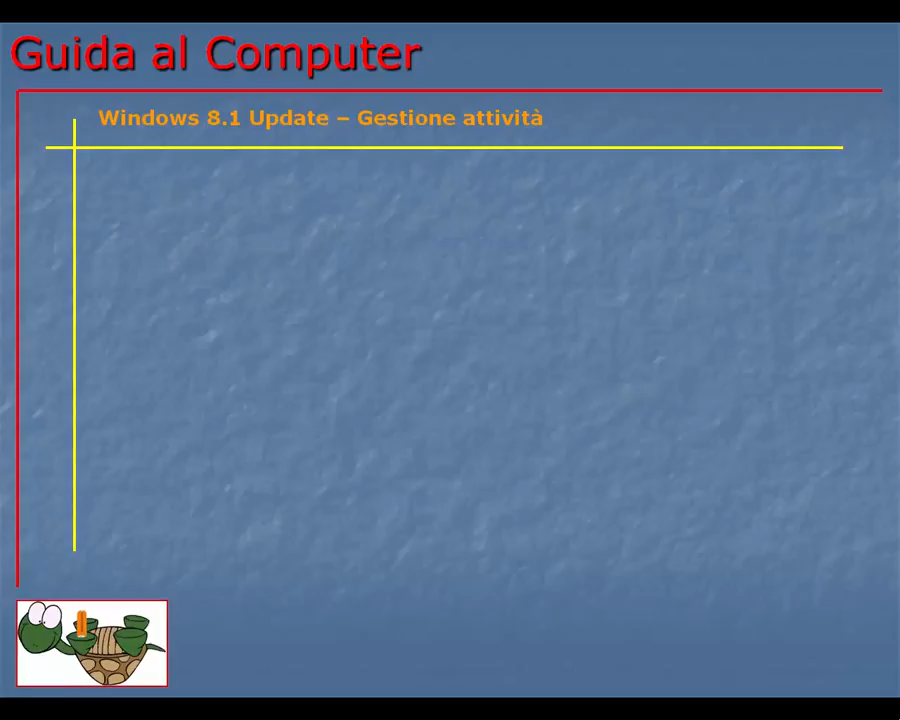 Guida al Computer
Windows 8.1 Update – Gestione attività